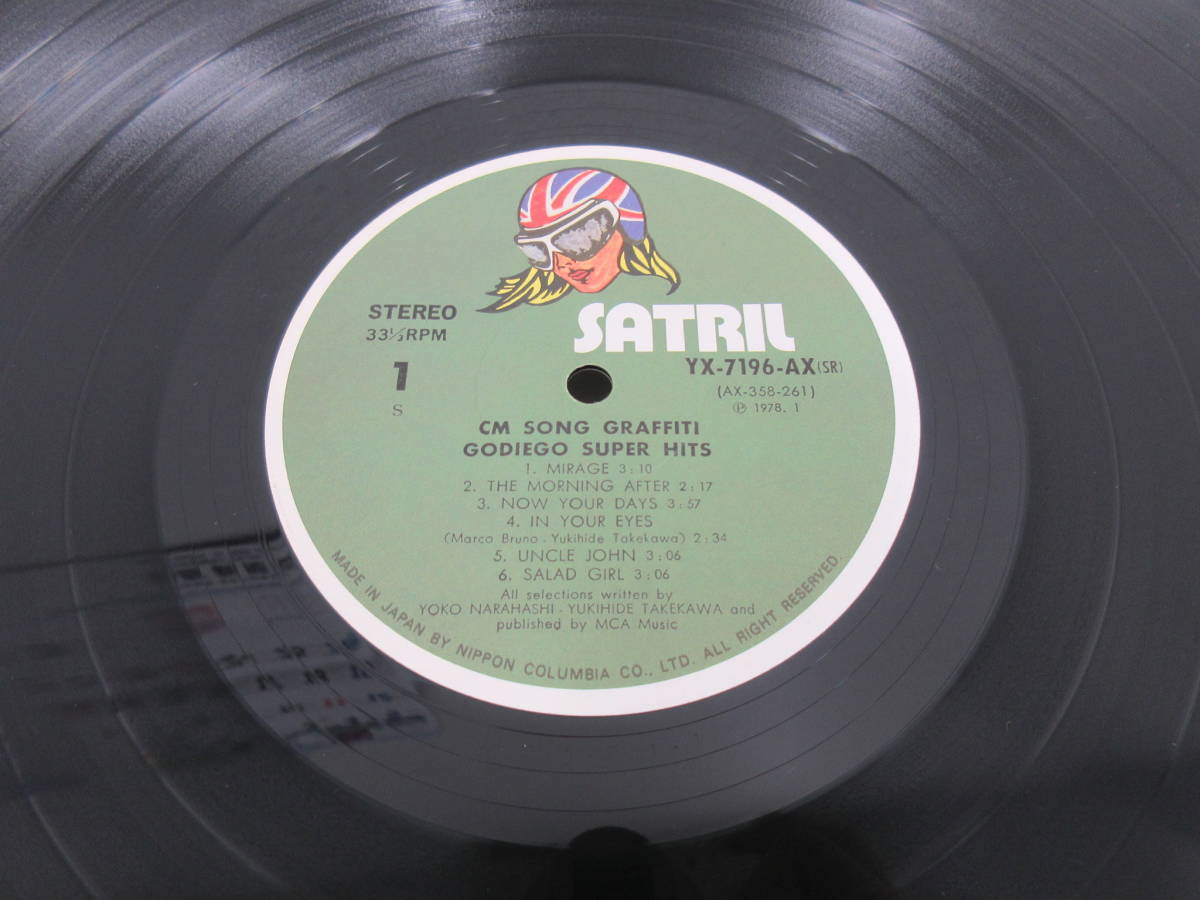 SATRIL
STEREO
33⅓RPM
1
S
YX-7196-AX(SR)
(AX-358-261)
℗ 1978. 1
CM SONG GRAFFITI
GODIEGO SUPER HITS
1. MIRAGE 3:10
2. THE MORNING AFTER 2:17
3. NOW YOUR DAYS 3:57
4. IN YOUR EYES
(Marco Bruno - Yukihide Takekawa) 2:34
5. UNCLE JOHN 3:06
6. SALAD GIRL 3:06
All selections written by
YOKO NARAHASHI - YUKIHIDE TAKEKAWA and
published by MCA Music
MADE IN JAPAN BY NIPPON COLUMBIA CO., LTD. ALL RIGHT RESERVED.